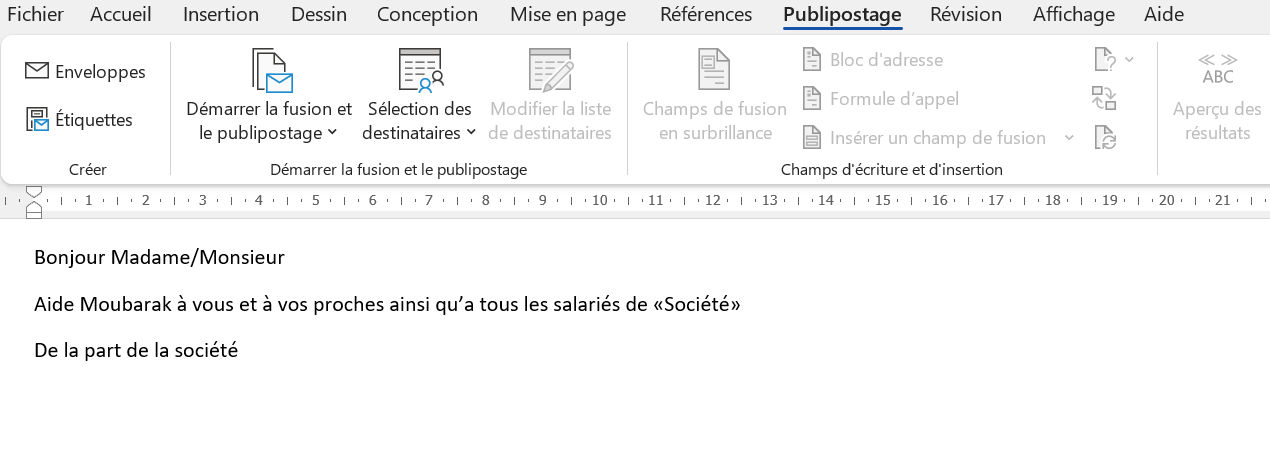 Fichier Accueil Insertion Dessin Conception Mise en page Références Publipostage Révision Affichage Aide
Enveloppes
Étiquettes
Créer
Démarrer la fusion et
le publipostage
Sélection des
destinataires
Modifier la liste
de destinataires
Démarrer la fusion et le publipostage
Champs de fusion
en surbrillance
Bloc d'adresse
Formule d'appel
Insérer un champ de fusion
Champs d'écriture et d'insertion
≪ ≫
ABC
Aperçu des
résultats
1 2 3 4 5 6 7 8 9 10 11 12 13 14 15 16 17 18 19 20 21
Bonjour Madame/Monsieur
Aide Moubarak à vous et à vos proches ainsi qu’a tous les salariés de «Société»
De la part de la société